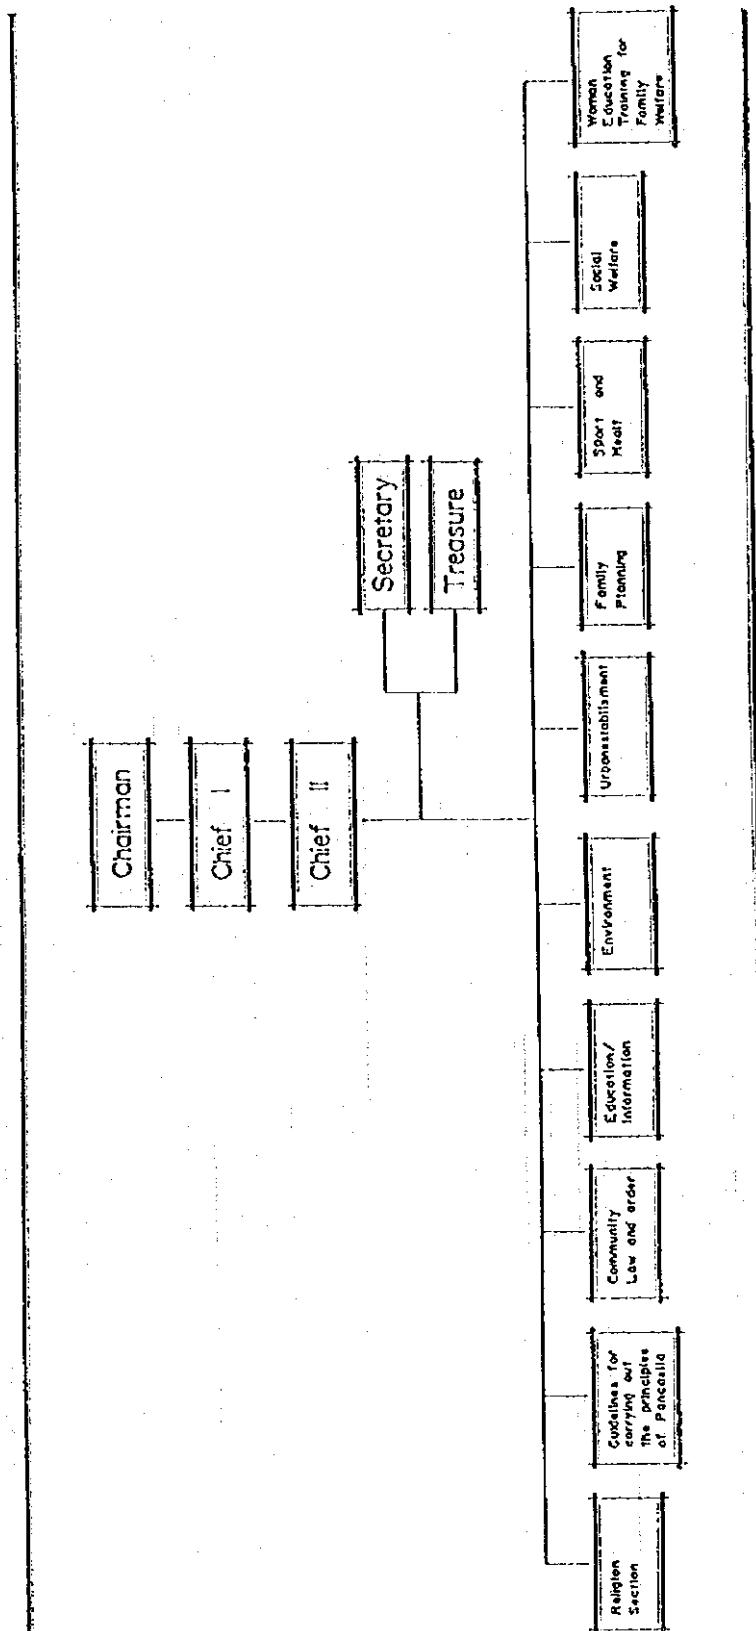 Chairman
Chief I
Chief II
Secretary
Treasure
Religion
Section
Guidelines for
carrying out
the principles
of Pancasila
Community
Law and order
Education/
Information
Environment
Urbanestablisment
Family
Planning
Sport and
Healt
Social
Welfare
Woman
Education
Training for
Family
Welfare